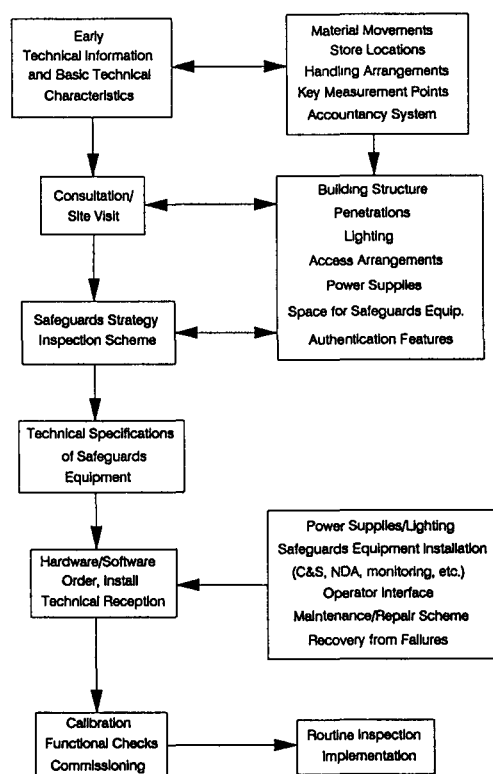 Early
Technical Information
and Basic Technical
Characteristics
Material Movements
Store Locations
Handling Arrangements
Key Measurement Points
Accountancy System
Consultation/
Site Visit
Building Structure
Penetrations
Lighting
Access Arrangements
Power Supplies
Space for Safeguards Equip.
Authentication Features
Safeguards Strategy
Inspection Scheme
Technical Specifications
of Safeguards
Equipment
Hardware/Software
Order, Install
Technical Reception
Power Supplies/Lighting
Safeguards Equipment Installation
(C&S, NDA, monitoring, etc.)
Operator Interface
Maintenance/Repair Scheme
Recovery from Failures
Calibration
Functional Checks
Commissioning
Routine Inspection
Implementation